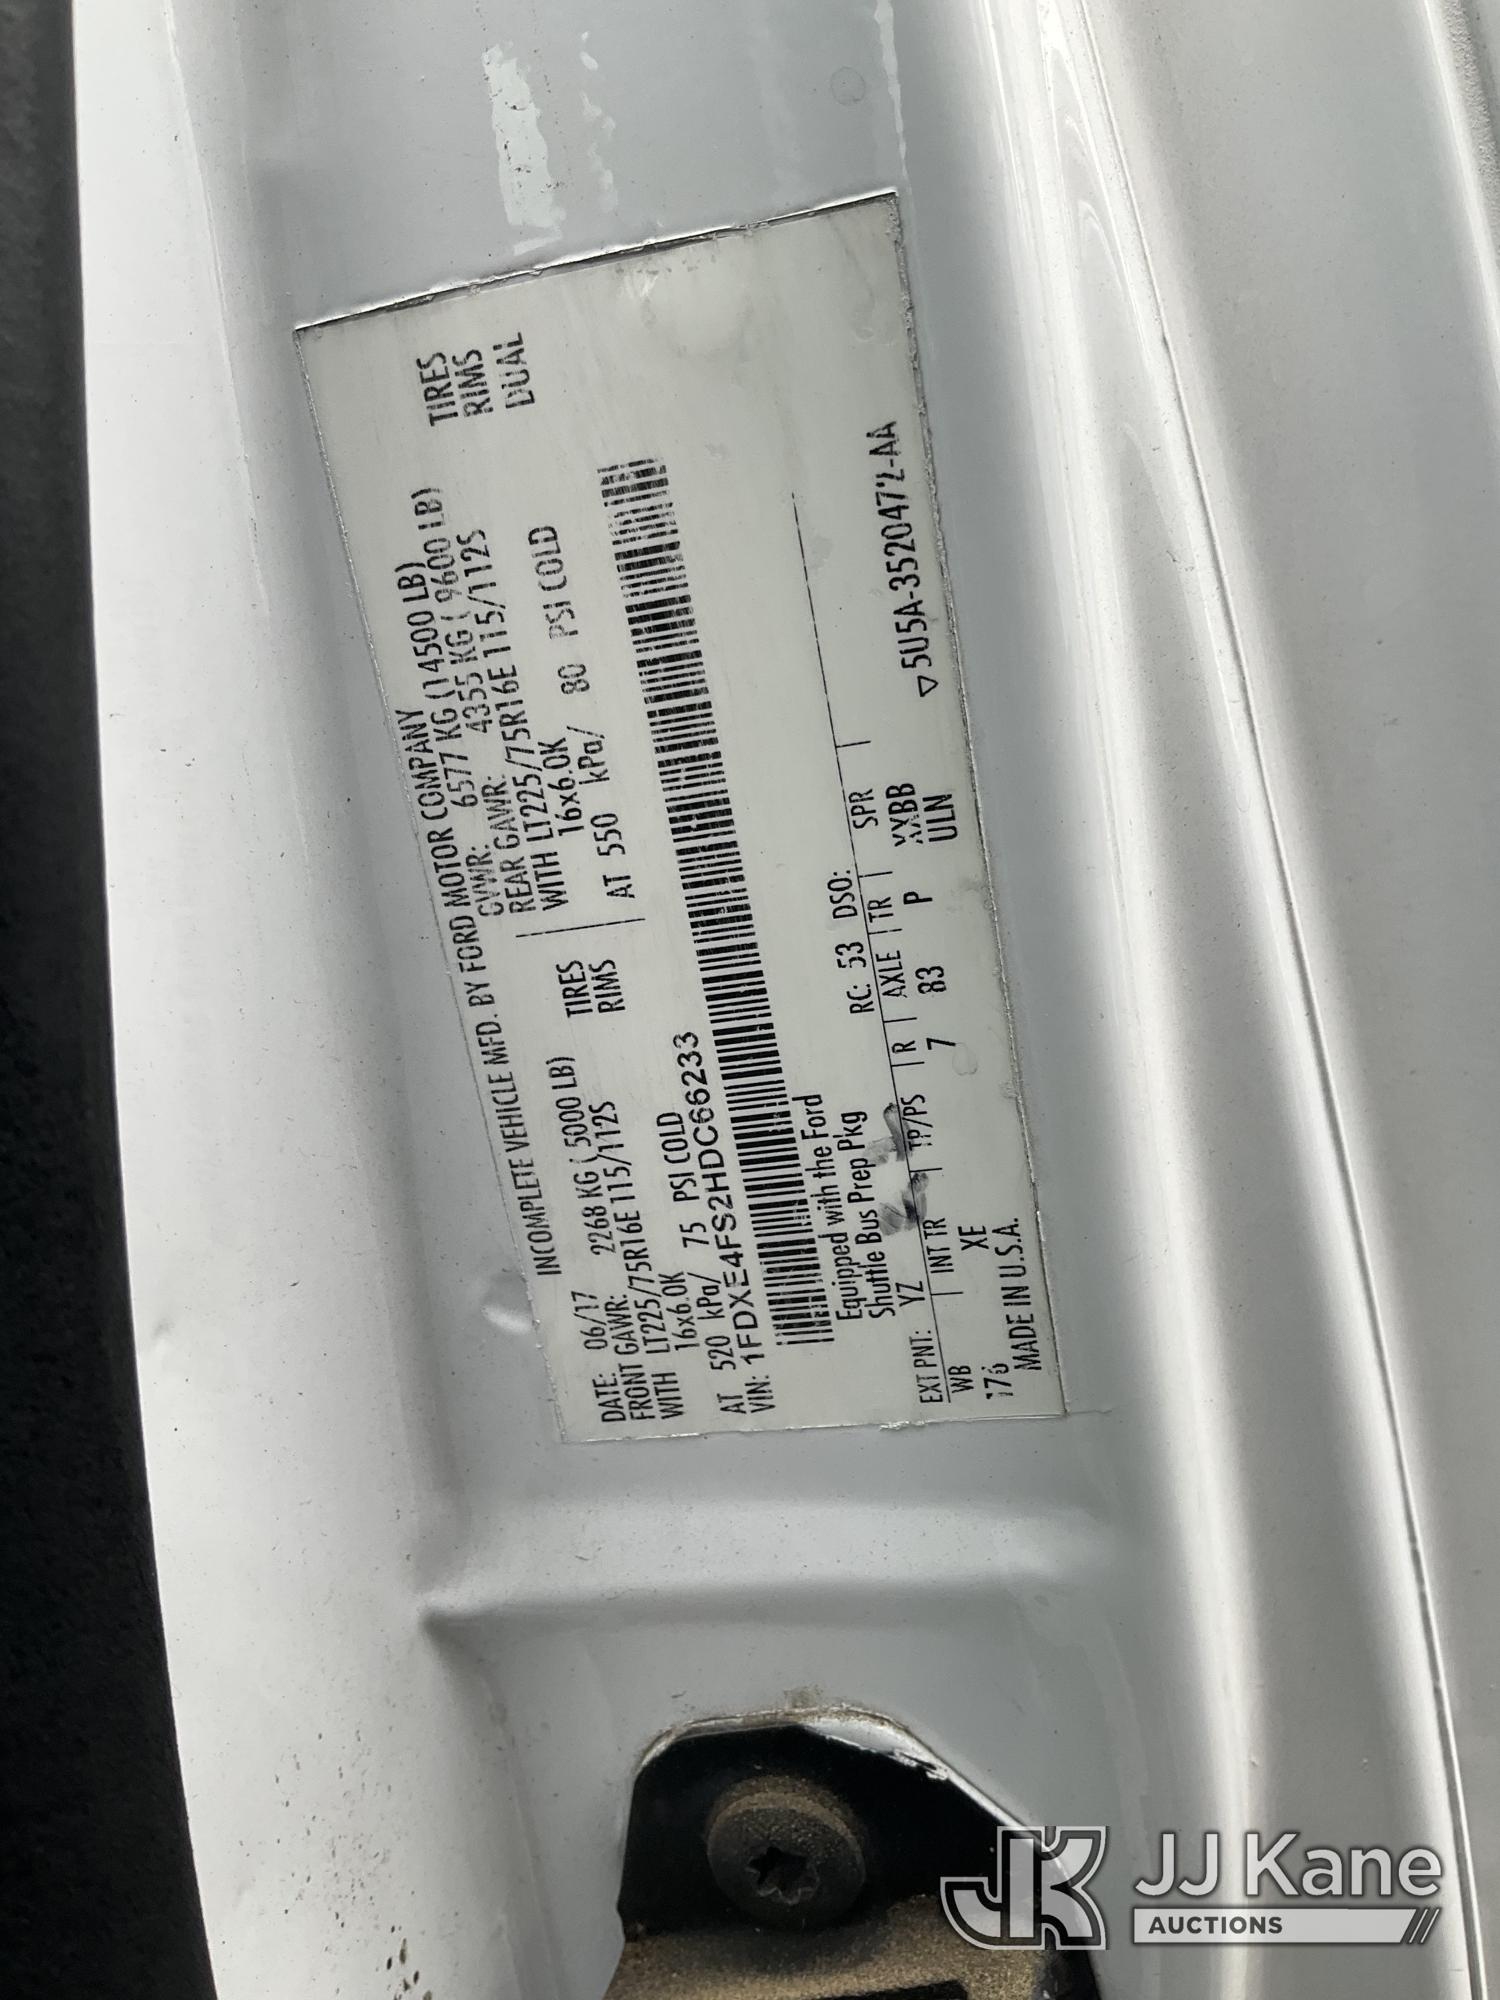 INCOMPLETE VEHICLE MFD. BY FORD MOTOR COMPANY
DATE: 06/17 GVWR: 6577 KG (14500 LB)
FRONT GAWR: 2268 KG (5000 LB) REAR GAWR: 4355 KG (9600 LB)
WITH LT225/75R16E 115/112S TIRES WITH LT225/75R16E 115/112S TIRES
16x6.0K RIMS 16x6.0K RIMS
AT 520 kPa/ 75 PSI COLD AT 550 kPa/ 80 PSI COLD DUAL
VIN: 1FDXE4FS2HDC66233
Equipped with the Ford
Shuttle Bus Prep Pkg RC: 53 DSO:
EXT PNT: YZ
WB INT TR TP/PS R AXLE TR SPR
176 XE 7 83 P XXBB
MADE IN U.S.A. ULN
▽5U5A-3520472-AA
JK JJ Kane
AUCTIONS